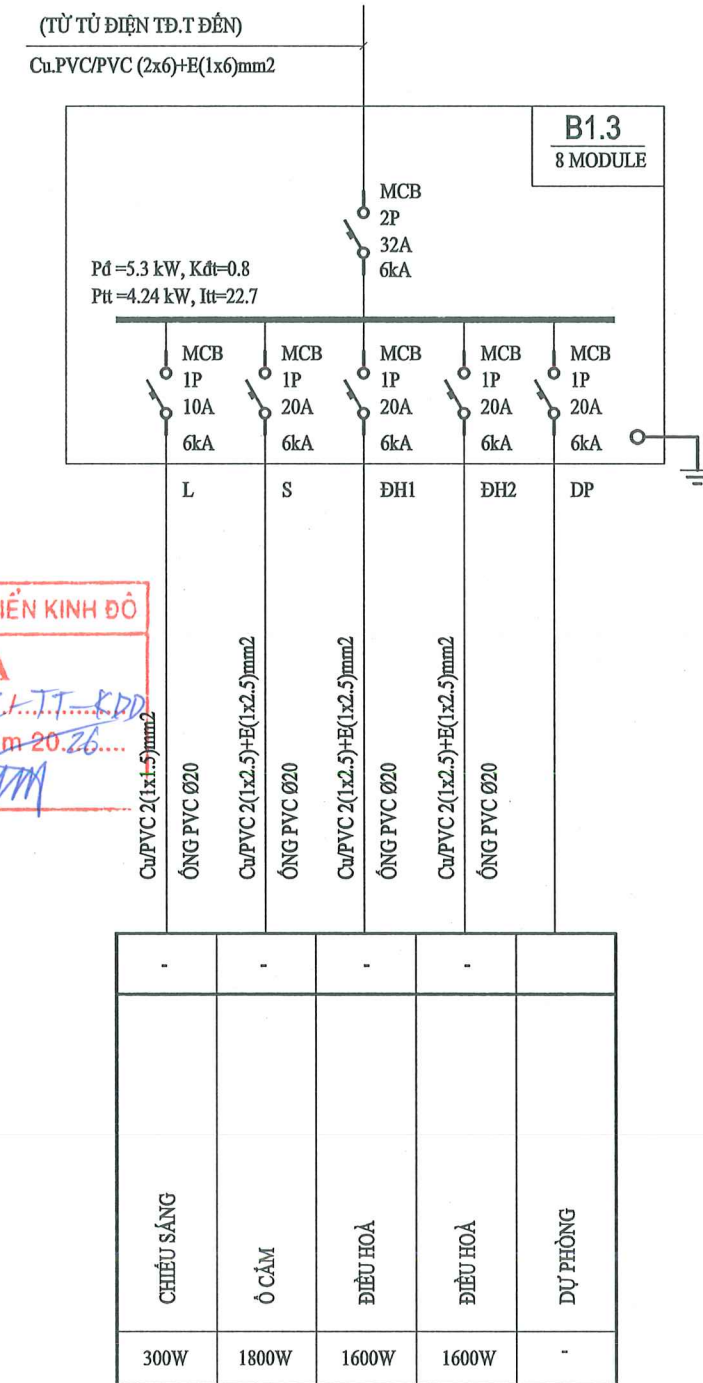 (TỪ TỦ ĐIỆN TĐ.T ĐẾN)
Cu.PVC/PVC (2x6)+E(1x6)mm2
B1.3
8 MODULE
MCB
2P
32A
6kA
Pđ =5.3 kW, Kđt=0.8
Ptt =4.24 kW, Itt=22.7
MCB
1P
10A
6kA
MCB
1P
20A
6kA
MCB
1P
20A
6kA
MCB
1P
20A
6kA
MCB
1P
20A
6kA
L
S
ĐH1
ĐH2
DP
IỂN KINH ĐÔ
TT-KDD
m 20.26
Cu/PVC 2(1x1.5)mm2
ỐNG PVC Ø20
Cu/PVC 2(1x2.5)+E(1x2.5)mm2
ỐNG PVC Ø20
Cu/PVC 2(1x2.5)+E(1x2.5)mm2
ỐNG PVC Ø20
Cu/PVC 2(1x2.5)+E(1x2.5)mm2
ỐNG PVC Ø20
- - - -
CHIẾU SÁNG
Ổ CẮM
ĐIỀU HOÀ
ĐIỀU HOÀ
DỰ PHÒNG
300W 1800W 1600W 1600W -